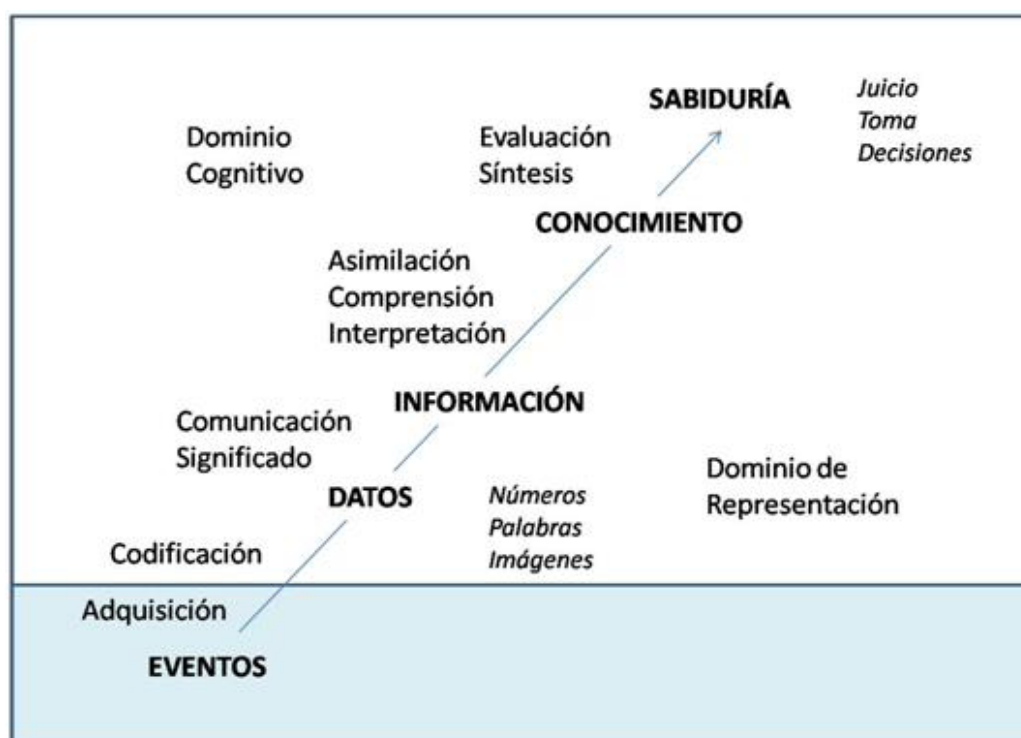 SABIDURÍA
Juicio
Toma
Decisiones
Dominio
Cognitivo
Evaluación
Síntesis
CONOCIMIENTO
Asimilación
Comprensión
Interpretación
INFORMACIÓN
Comunicación
Significado
Dominio de
Representación
DATOS
Números
Palabras
Imágenes
Codificación
Adquisición
EVENTOS